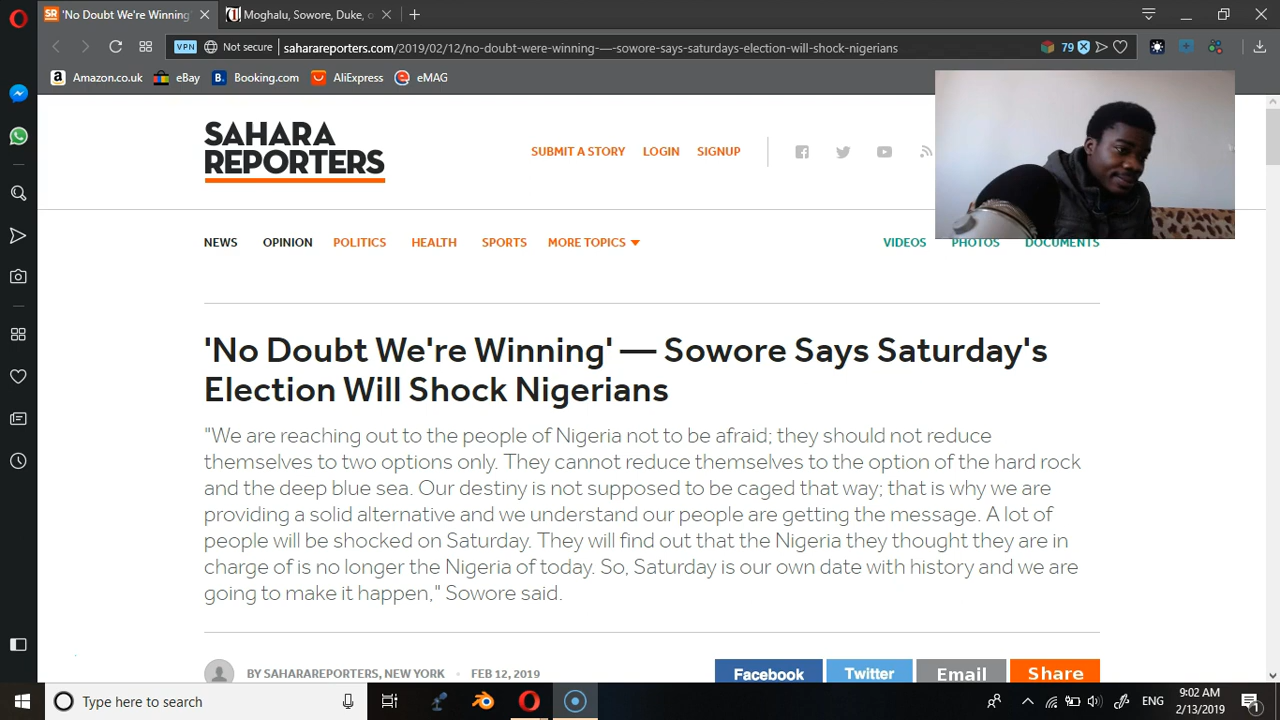 'No Doubt We're Winning'
Moghalu, Sowore, Duke, o
VPN
Not secure
saharareporters.com/2019/02/12/no-doubt-were-winning-—-sowore-says-saturdays-election-will-shock-nigerians
79
Amazon.co.uk
eBay
Booking.com
AliExpress
eMAG
SAHARA
REPORTERS
SUBMIT A STORY
LOGIN
SIGNUP
NEWS
OPINION
POLITICS
HEALTH
SPORTS
MORE TOPICS
VIDEOS
PHOTOS
DOCUMENTS
'No Doubt We're Winning' — Sowore Says Saturday's
Election Will Shock Nigerians
"We are reaching out to the people of Nigeria not to be afraid; they should not reduce
themselves to two options only. They cannot reduce themselves to the option of the hard rock
and the deep blue sea. Our destiny is not supposed to be caged that way; that is why we are
providing a solid alternative and we understand our people are getting the message. A lot of
people will be shocked on Saturday. They will find out that the Nigeria they thought they are in
charge of is no longer the Nigeria of today. So, Saturday is our own date with history and we are
going to make it happen," Sowore said.
BY SAHARAREPORTERS, NEW YORK
FEB 12, 2019
Facebook
Twitter
Email
Share
Type here to search
ENG
9:02 AM
2/13/2019